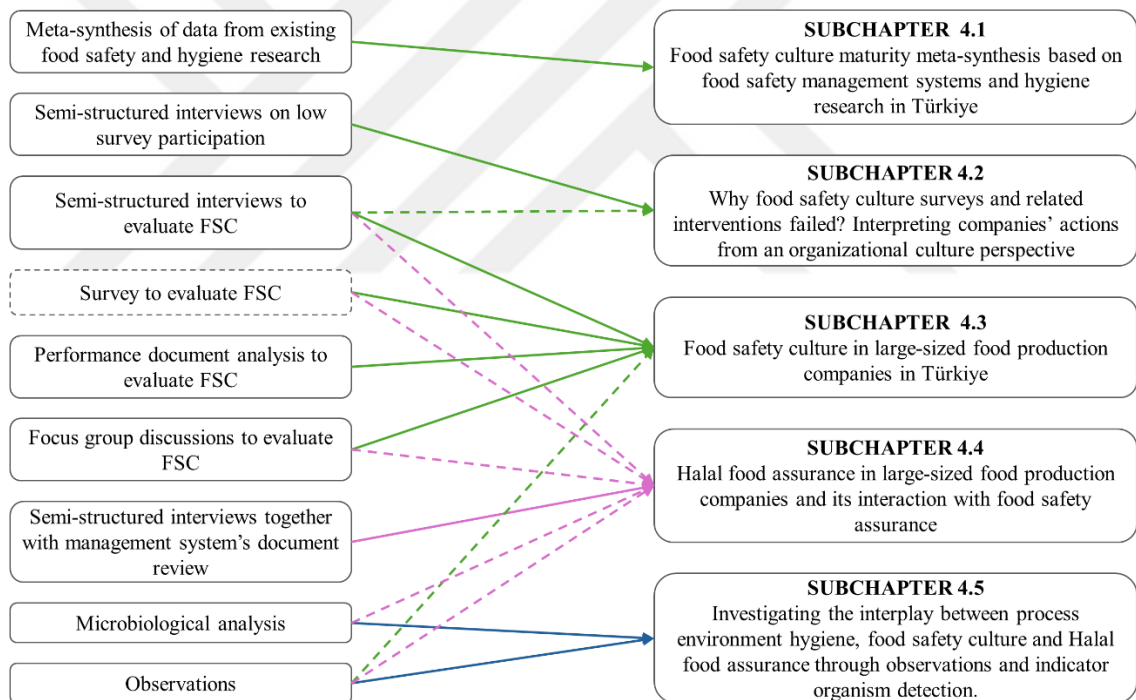 Meta-synthesis of data from existing
food safety and hygiene research
Semi-structured interviews on low
survey participation
Semi-structured interviews to
evaluate FSC
Survey to evaluate FSC
Performance document analysis to
evaluate FSC
Focus group discussions to evaluate
FSC
Semi-structured interviews together
with management system's document
review
Microbiological analysis
Observations
SUBCHAPTER 4.1
Food safety culture maturity meta-synthesis based on
food safety management systems and hygiene
research in Türkiye
SUBCHAPTER 4.2
Why food safety culture surveys and related
interventions failed? Interpreting companies' actions
from an organizational culture perspective
SUBCHAPTER 4.3
Food safety culture in large-sized food production
companies in Türkiye
SUBCHAPTER 4.4
Halal food assurance in large-sized food production
companies and its interaction with food safety
assurance
SUBCHAPTER 4.5
Investigating the interplay between process
environment hygiene, food safety culture and Halal
food assurance through observations and indicator
organism detection.